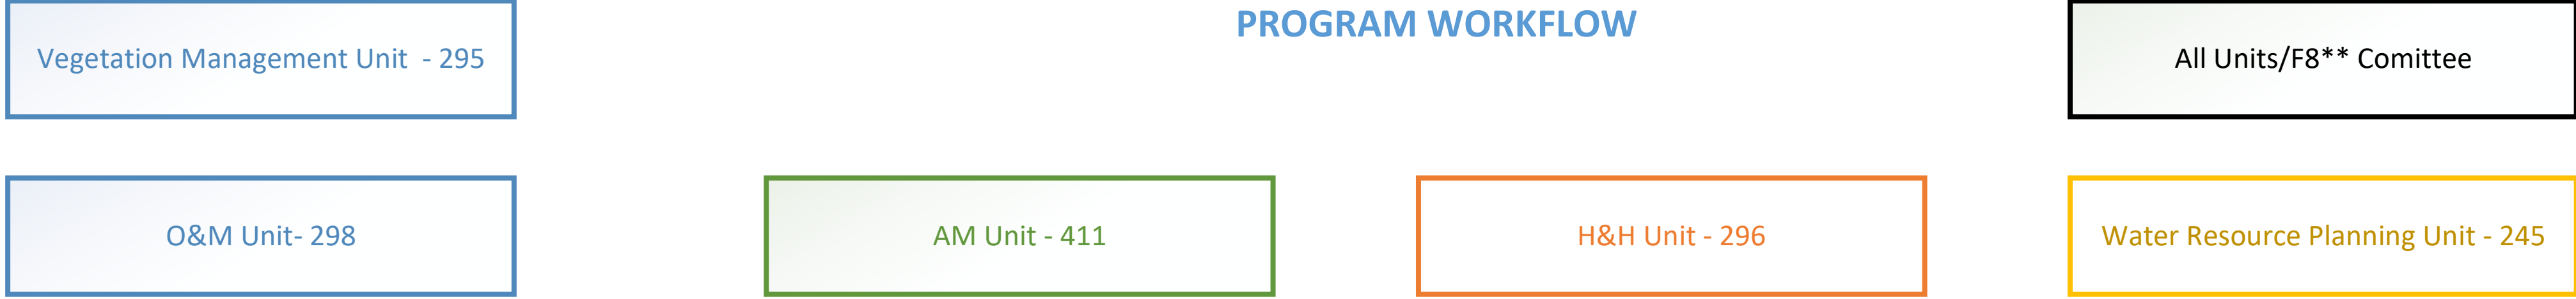 PROGRAM WORKFLOW
Vegetation Management Unit  - 295
All Units/F8** Comittee
O&M Unit- 298
AM Unit - 411
H&H Unit - 296
Water Resource Planning Unit - 245